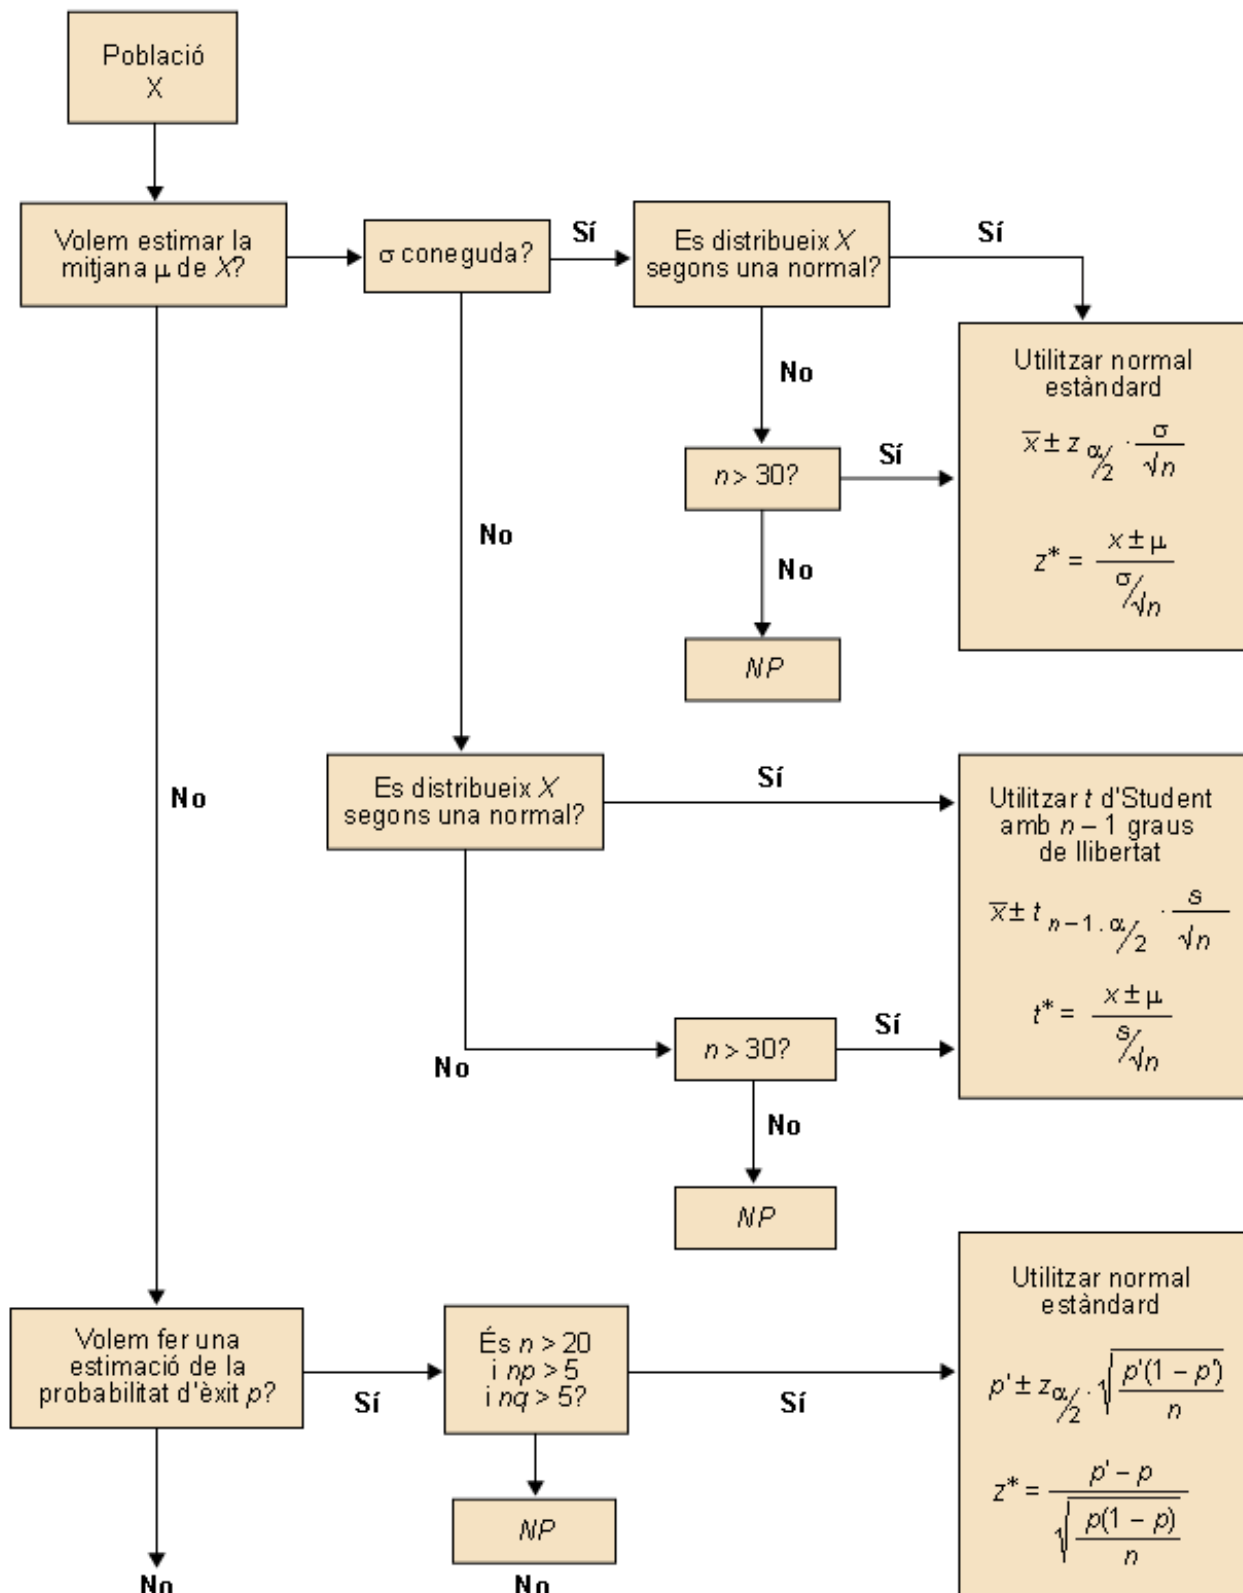 Població
X
Volem estimar la
mitjana μ de X?
σ coneguda?
Sí
Es distribueix X
segons una normal?
Sí
No
n > 30?
Sí
No
NP
Utilitzar normal
estàndard
x̅ ± z α/2 · σ/√n
z* = x ± μ / σ/√n
No
No
Es distribueix X
segons una normal?
Sí
No
n > 30?
Sí
No
NP
Utilitzar t d'Student
amb n – 1 graus
de llibertat
x̅ ± t n – 1 . α/2 · s/√n
t* = x ± μ / s/√n
Volem fer una
estimació de la
probabilitat d'èxit p?
Sí
És n > 20
i np > 5
i nq > 5?
Sí
NP
No
No
Utilitzar normal
estàndard
p' ± z α/2 · √(p'(1 – p')/n)
z* = p' – p / √(p(1 – p)/n)